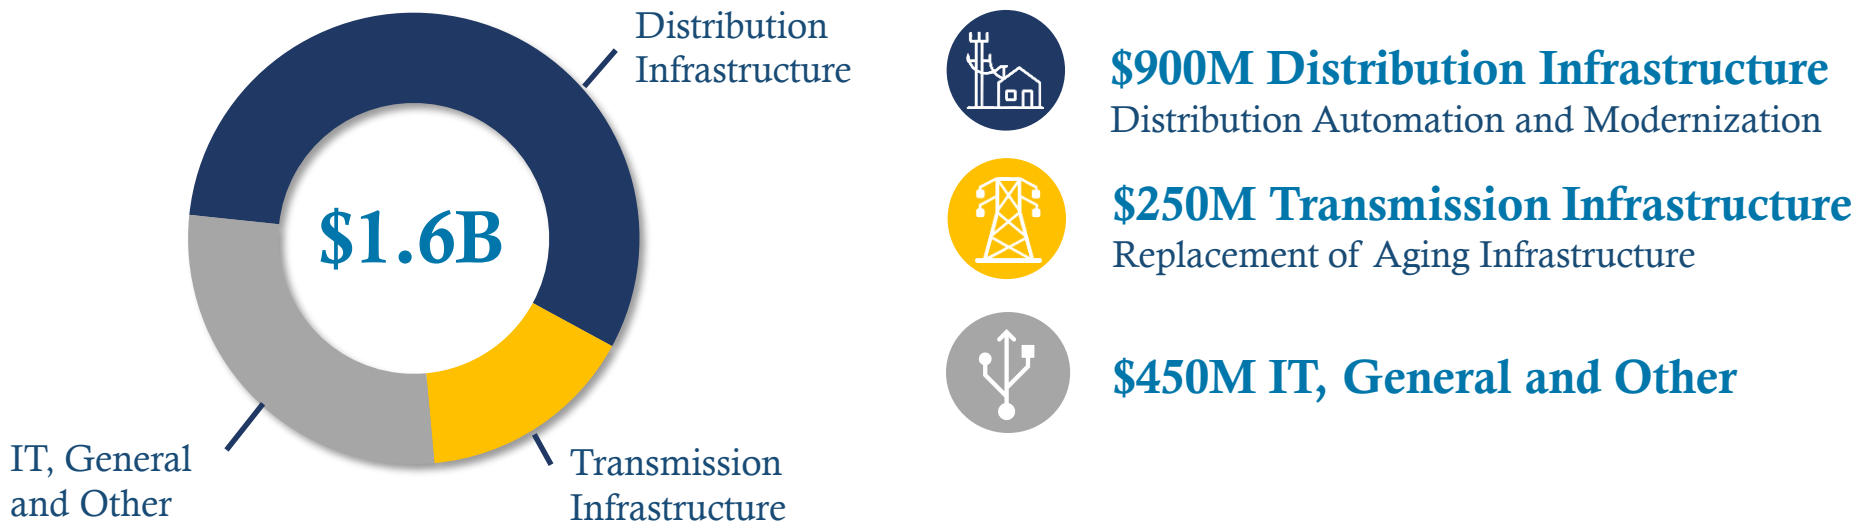 Distribution
Infrastructure
$1.6B
IT, General
and Other
Transmission
Infrastructure
$900M Distribution Infrastructure
Distribution Automation and Modernization
$250M Transmission Infrastructure
Replacement of Aging Infrastructure
$450M IT, General and Other